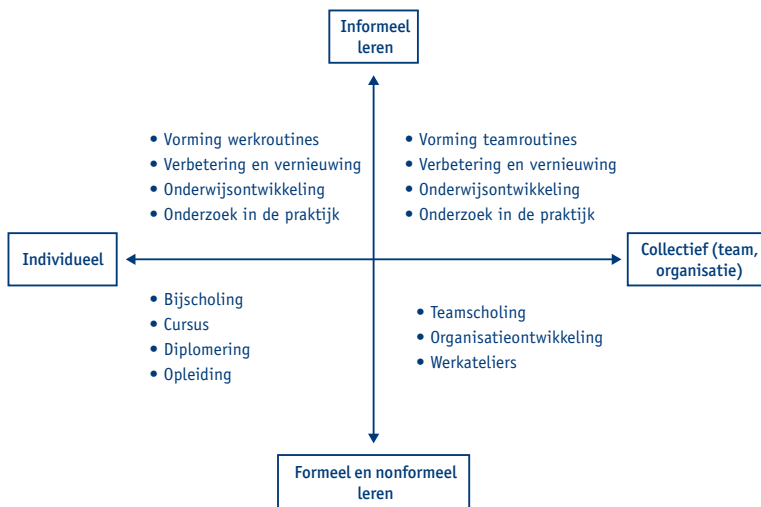 Informeel
leren
• Vorming werkroutines
• Verbetering en vernieuwing
• Onderwijsontwikkeling
• Onderzoek in de praktijk
• Vorming teamroutines
• Verbetering en vernieuwing
• Onderwijsontwikkeling
• Onderzoek in de praktijk
Individueel
Collectief (team,
organisatie)
• Bijscholing
• Cursus
• Diplomering
• Opleiding
• Teamscholing
• Organisatieontwikkeling
• Werkateliers
Formeel en nonformeel
leren